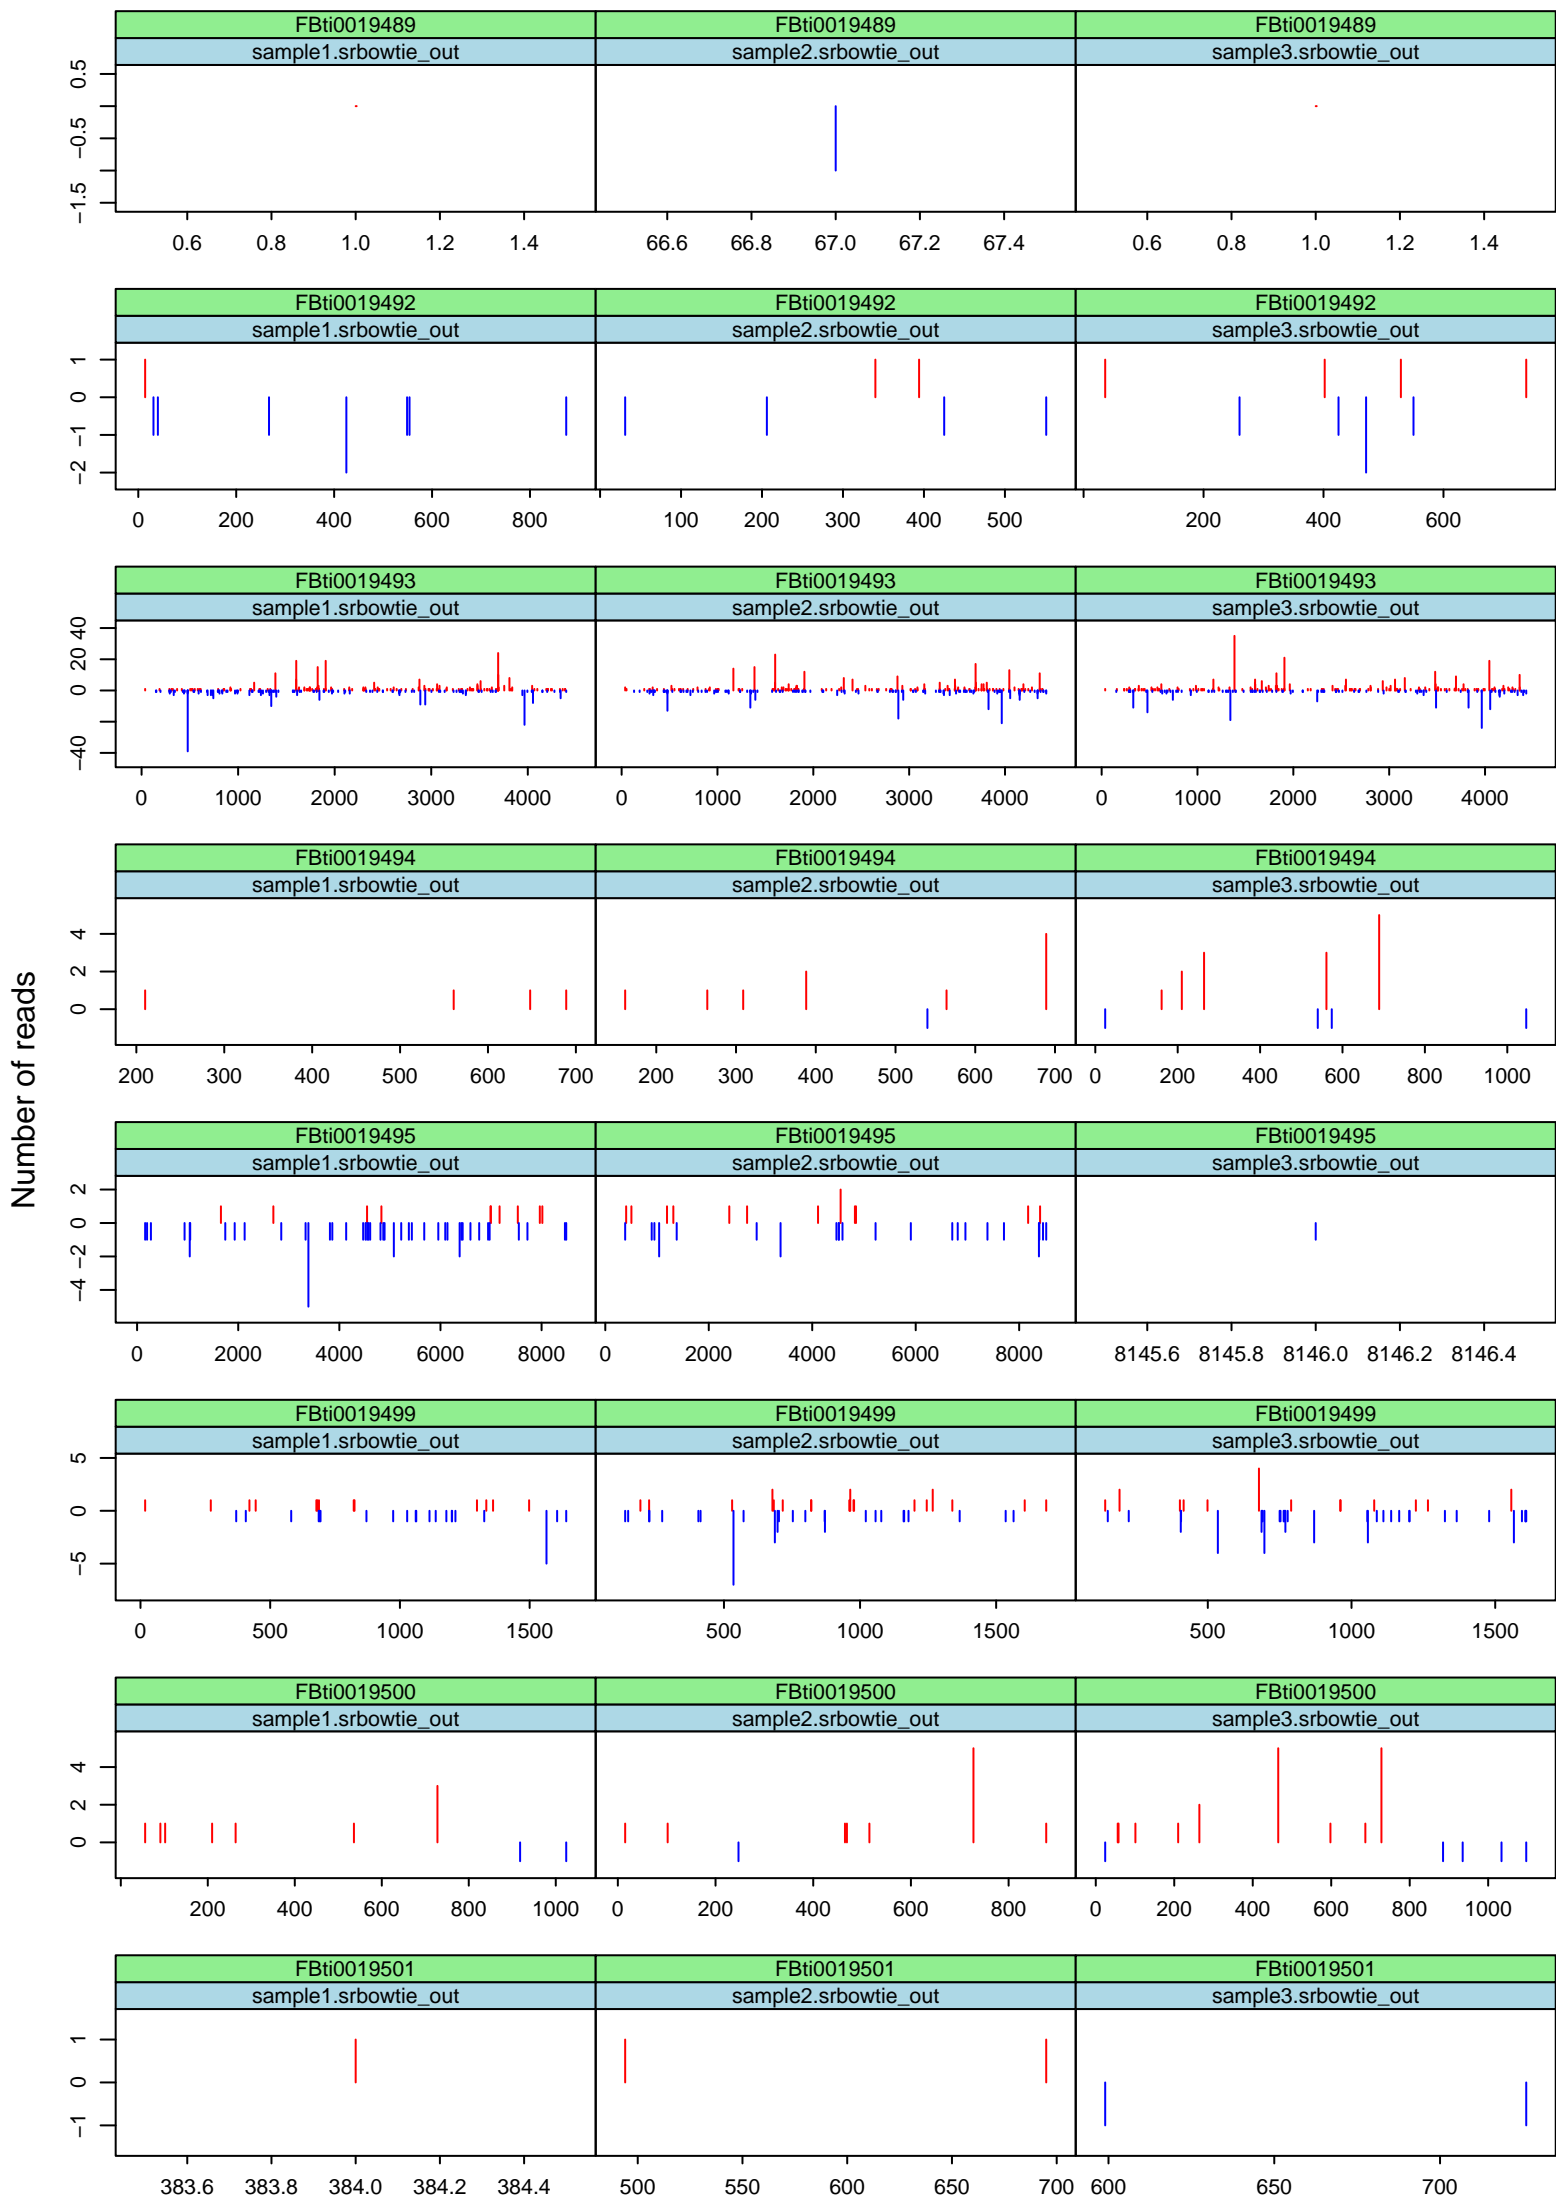 Number of reads
FBti0019489 FBti0019489 FBti0019489
sample1.srbowtie_out sample2.srbowtie_out sample3.srbowtie_out
0.5
−0.5
−1.5
0.6 0.8 1.0 1.2 1.4 66.6 66.8 67.0 67.2 67.4 0.6 0.8 1.0 1.2 1.4
FBti0019492 FBti0019492 FBti0019492
sample1.srbowtie_out sample2.srbowtie_out sample3.srbowtie_out
1
0
−1
−2
0 200 400 600 800 100 200 300 400 500 200 400 600
FBti0019493 FBti0019493 FBti0019493
sample1.srbowtie_out sample2.srbowtie_out sample3.srbowtie_out
40
20
0
−40
0 1000 2000 3000 4000 0 1000 2000 3000 4000 0 1000 2000 3000 4000
FBti0019494 FBti0019494 FBti0019494
sample1.srbowtie_out sample2.srbowtie_out sample3.srbowtie_out
4
2
0
200 300 400 500 600 700 200 300 400 500 600 700 0 200 400 600 800 1000
FBti0019495 FBti0019495 FBti0019495
sample1.srbowtie_out sample2.srbowtie_out sample3.srbowtie_out
2
0
−2
−4
0 2000 4000 6000 8000 0 2000 4000 6000 8000 8145.6 8145.8 8146.0 8146.2 8146.4
FBti0019499 FBti0019499 FBti0019499
sample1.srbowtie_out sample2.srbowtie_out sample3.srbowtie_out
5
0
−5
0 500 1000 1500 500 1000 1500 500 1000 1500
FBti0019500 FBti0019500 FBti0019500
sample1.srbowtie_out sample2.srbowtie_out sample3.srbowtie_out
4
2
0
200 400 600 800 1000 0 200 400 600 800 0 200 400 600 800 1000
FBti0019501 FBti0019501 FBti0019501
sample1.srbowtie_out sample2.srbowtie_out sample3.srbowtie_out
1
0
−1
383.6 383.8 384.0 384.2 384.4 500 550 600 650 700 600 650 700